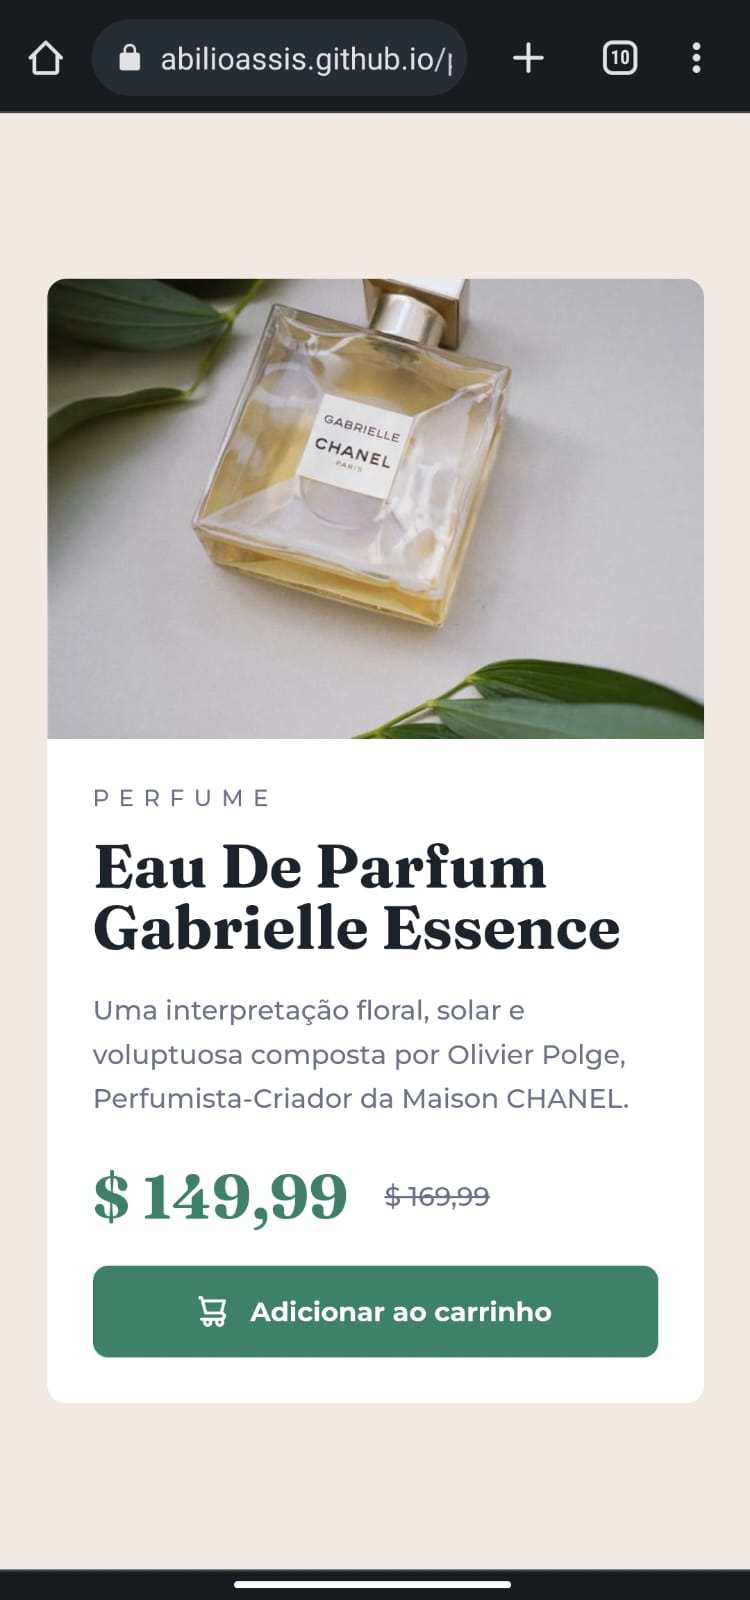 abilioassis.github.io/p
10
GABRIELLE
CHANEL
PARIS
PERFUME
Eau De Parfum
Gabrielle Essence
Uma interpretação floral, solar e
voluptuosa composta por Olivier Polge,
Perfumista-Criador da Maison CHANEL.
$ 149,99 $ 169,99
Adicionar ao carrinho